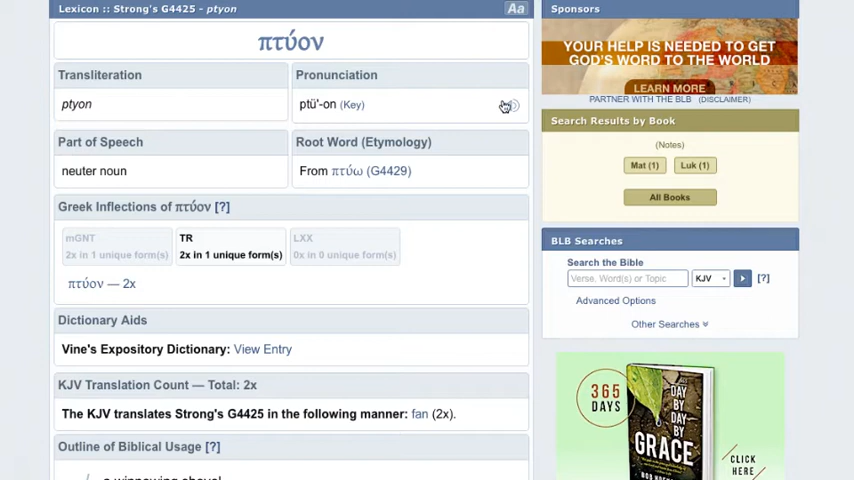 Lexicon :: Strong's G4425 - ptyon
Aa
πτύον
Transliteration
ptyon
Pronunciation
ptü'-on (Key)
Part of Speech
neuter noun
Root Word (Etymology)
From πτύω (G4429)
Greek Inflections of πτύον [?]
mGNT
2x in 1 unique form(s)
TR
2x in 1 unique form(s)
LXX
0x in 0 unique form(s)
πτύον — 2x
Dictionary Aids
Vine's Expository Dictionary: View Entry
KJV Translation Count — Total: 2x
The KJV translates Strong's G4425 in the following manner: fan (2x).
Outline of Biblical Usage [?]
a winnowing shovel
Sponsors
YOUR HELP IS NEEDED TO GET
GOD'S WORD TO THE WORLD
LEARN MORE
PARTNER WITH THE BLB (DISCLAIMER)
Search Results by Book
(Notes)
Mat (1) Luk (1)
All Books
BLB Searches
Search the Bible
Verse. Word(s) or Topic KJV [?]
Advanced Options
Other Searches
365
DAYS
DAY
BY
DAY
BY
GRACE
CLICK
HERE